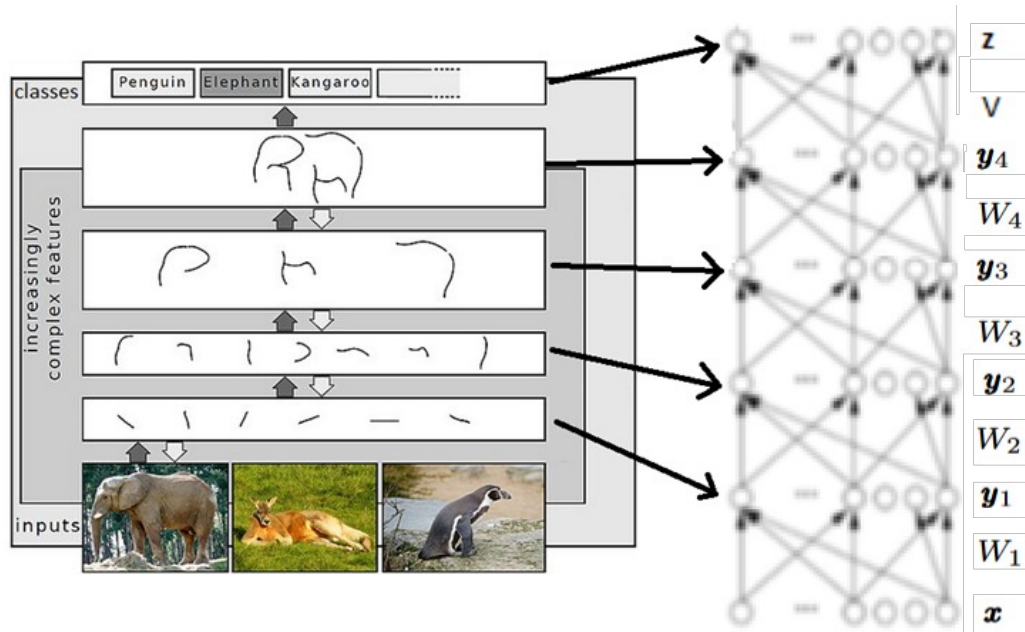 classes
Penguin Elephant Kangaroo
increasingly
complex features
inputs
z
V
y4
W4
y3
W3
y2
W2
y1
W1
x